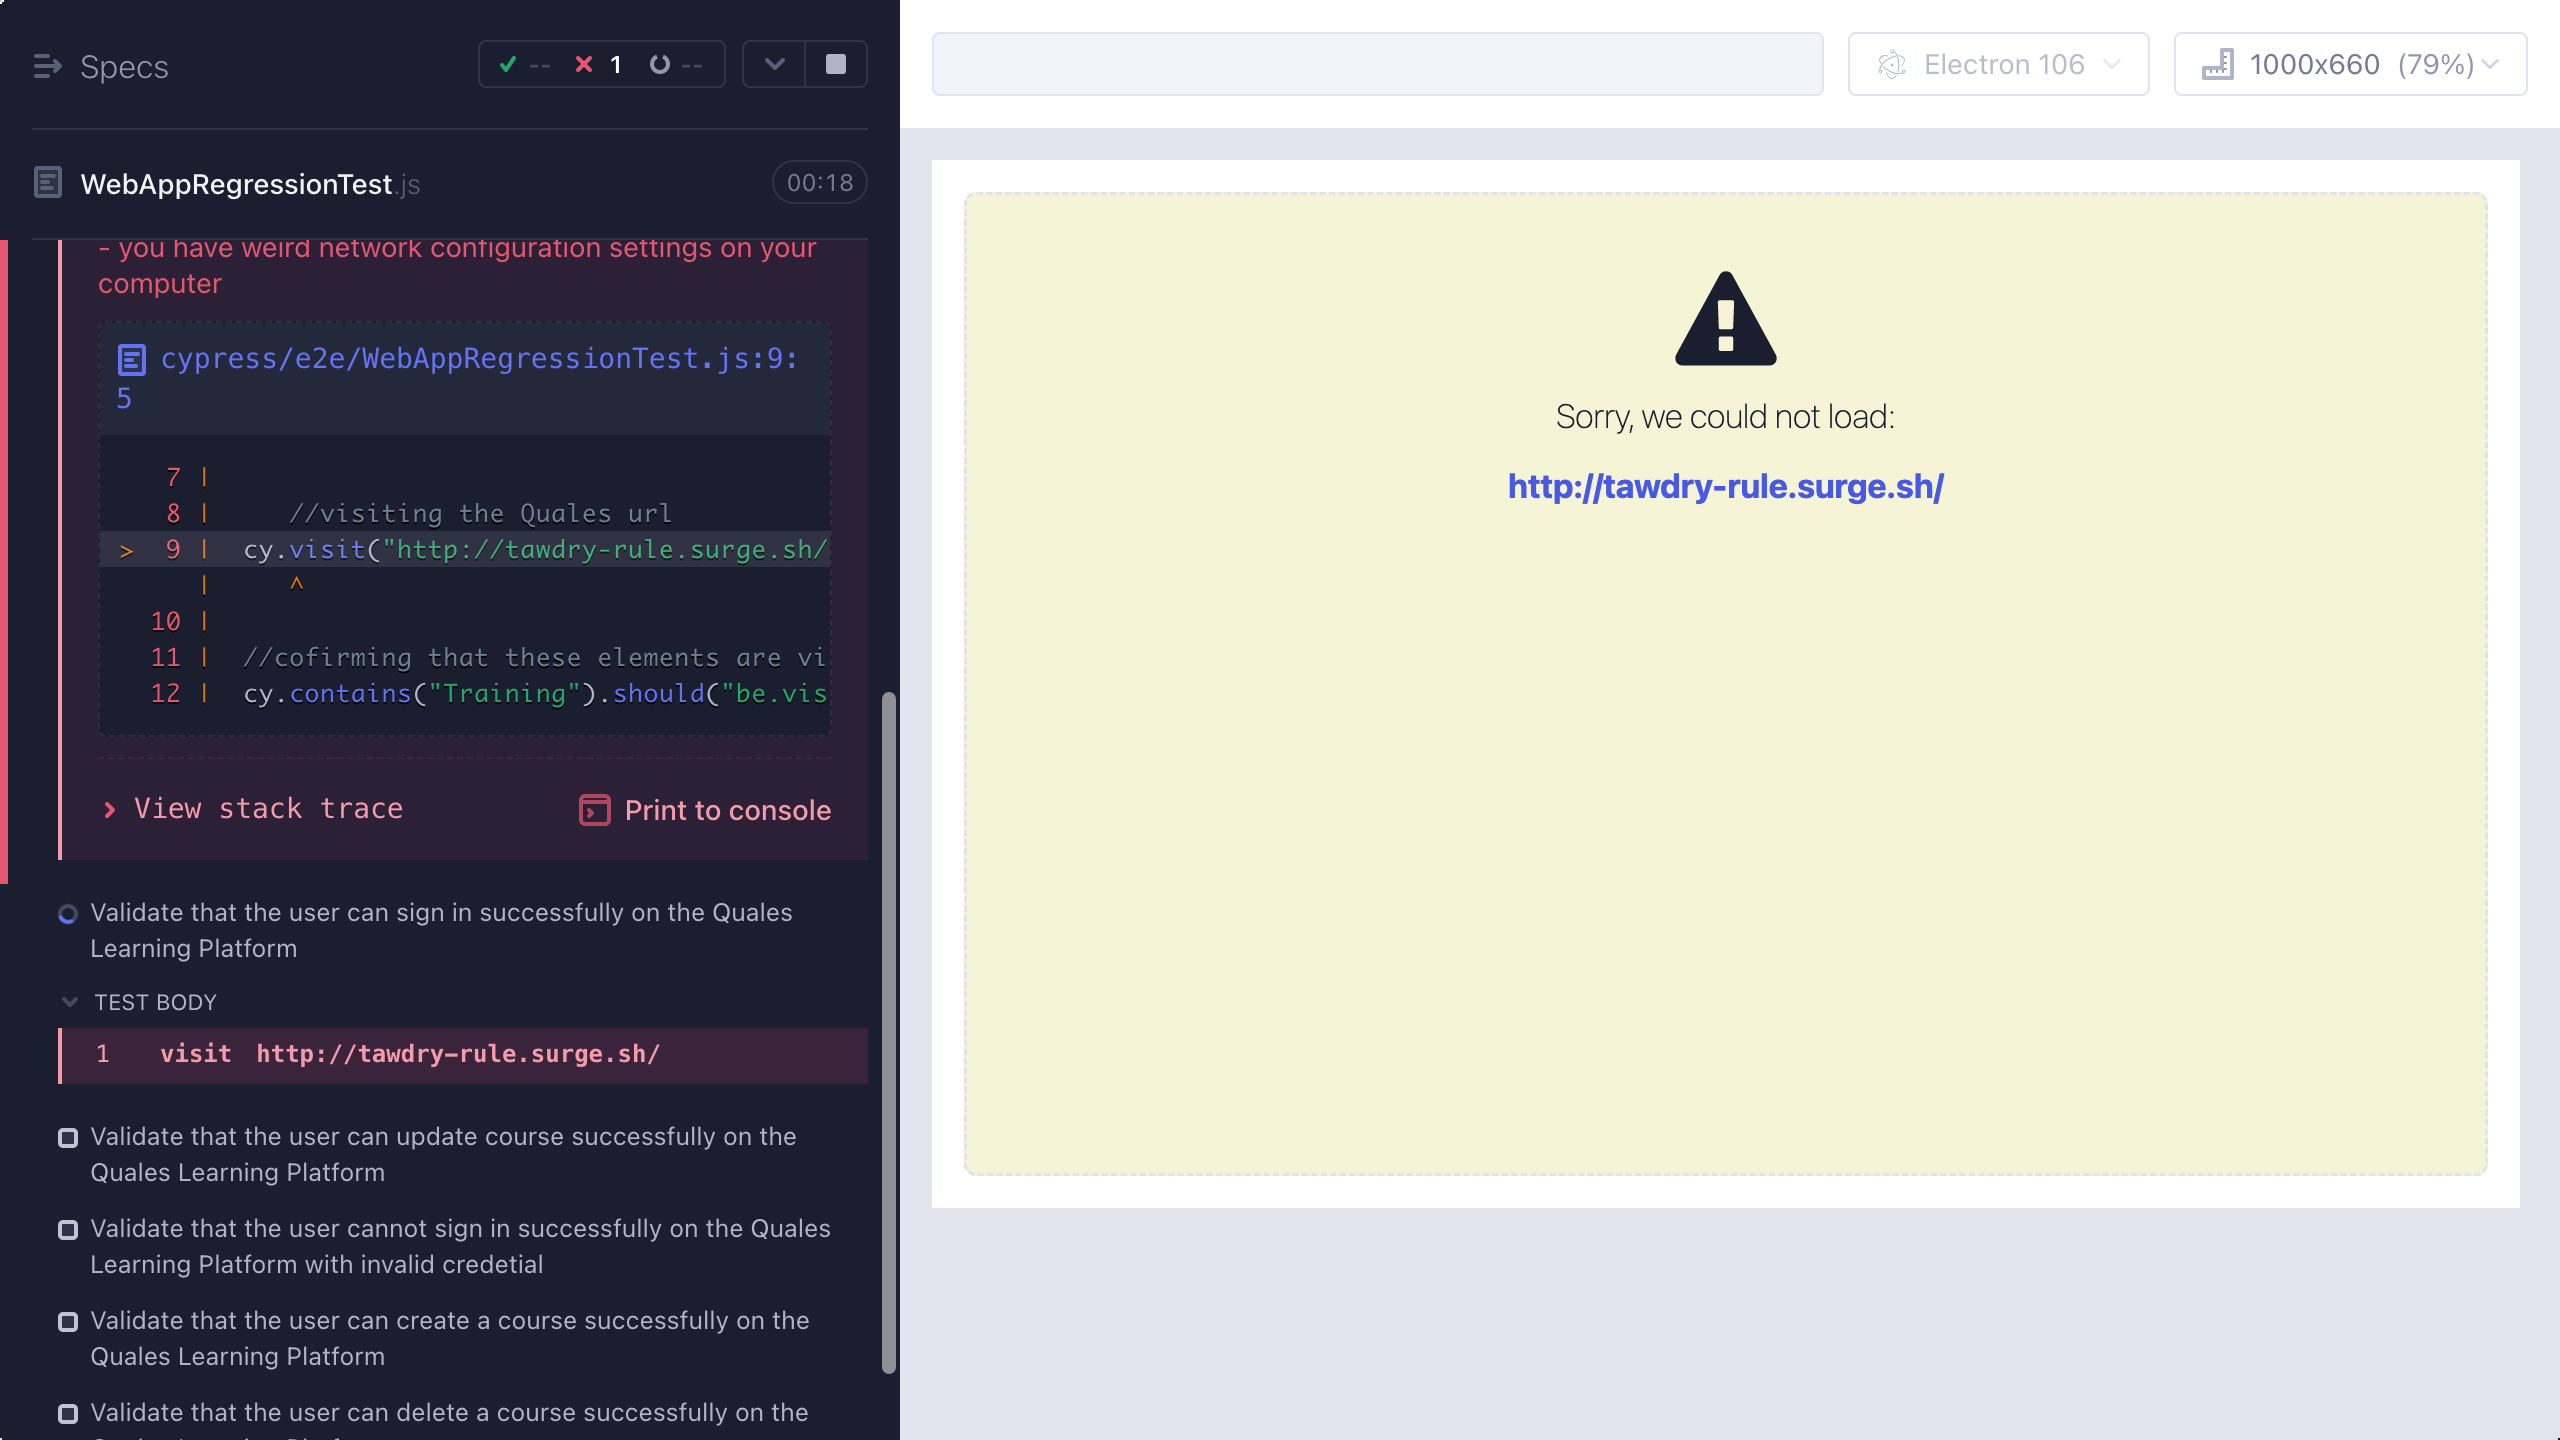 Specs
-- 1 --
WebAppRegressionTest.js
00:18
- you have weird network configuration settings on your
computer
cypress/e2e/WebAppRegressionTest.js:9:
5
7 |
8 | //visiting the Quales url
> 9 | cy.visit("http://tawdry-rule.surge.sh/
| ^
10 |
11 | //cofirming that these elements are vi
12 | cy.contains("Training").should("be.vis
View stack trace
Print to console
Validate that the user can sign in successfully on the Quales
Learning Platform
TEST BODY
1 visit http://tawdry-rule.surge.sh/
Validate that the user can update course successfully on the
Quales Learning Platform
Validate that the user cannot sign in successfully on the Quales
Learning Platform with invalid credetial
Validate that the user can create a course successfully on the
Quales Learning Platform
Validate that the user can delete a course successfully on the
Electron 106
1000x660 (79%)
Sorry, we could not load:
http://tawdry-rule.surge.sh/